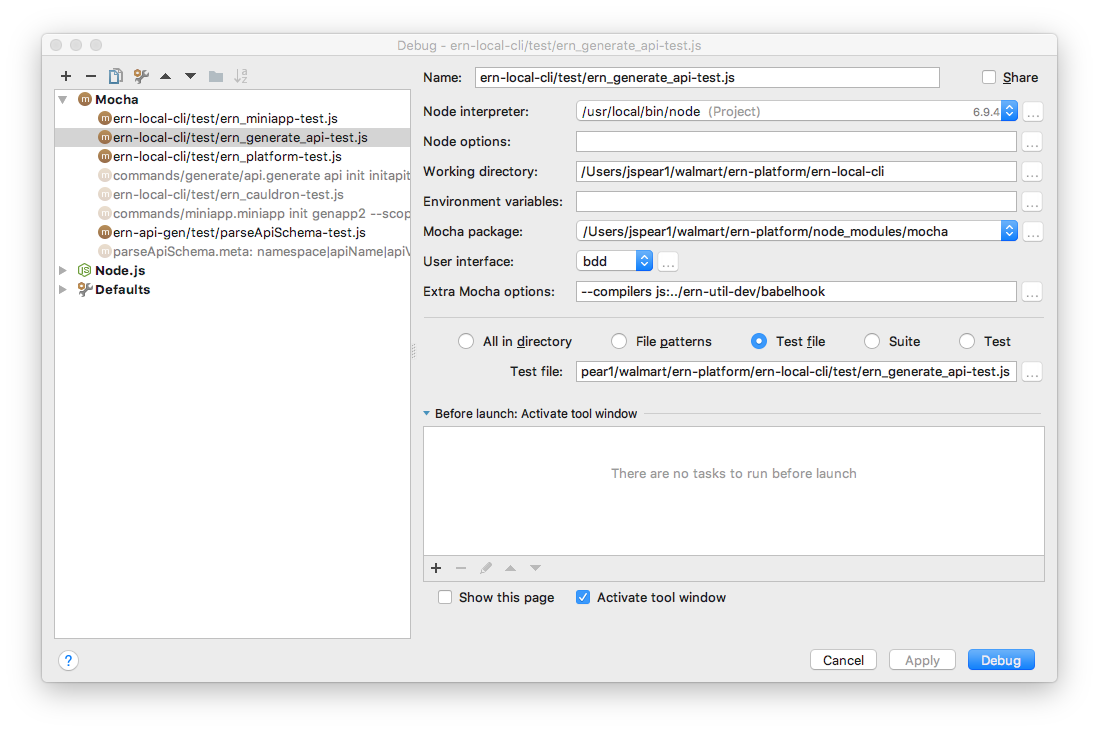 Debug - ern-local-cli/test/ern_generate_api-test.js
Mocha
ern-local-cli/test/ern_miniapp-test.js
ern-local-cli/test/ern_generate_api-test.js
ern-local-cli/test/ern_platform-test.js
commands/generate/api.generate api init initapit
ern-local-cli/test/ern_cauldron-test.js
commands/miniapp.miniapp init genapp2 --scop
ern-api-gen/test/parseApiSchema-test.js
parseApiSchema.meta: namespace|apiName|apiV
Node.js
Defaults
Name: ern-local-cli/test/ern_generate_api-test.js Share
Node interpreter: /usr/local/bin/node (Project) 6.9.4 ...
Node options: ...
Working directory: /Users/jspear1/walmart/ern-platform/ern-local-cli ...
Environment variables: ...
Mocha package: /Users/jspear1/walmart/ern-platform/node_modules/mocha ...
User interface: bdd ...
Extra Mocha options: --compilers js:../ern-util-dev/babelhook ...
All in directory File patterns Test file Suite Test
Test file: pear1/walmart/ern-platform/ern-local-cli/test/ern_generate_api-test.js ...
Before launch: Activate tool window
There are no tasks to run before launch
Show this page Activate tool window
? Cancel Apply Debug